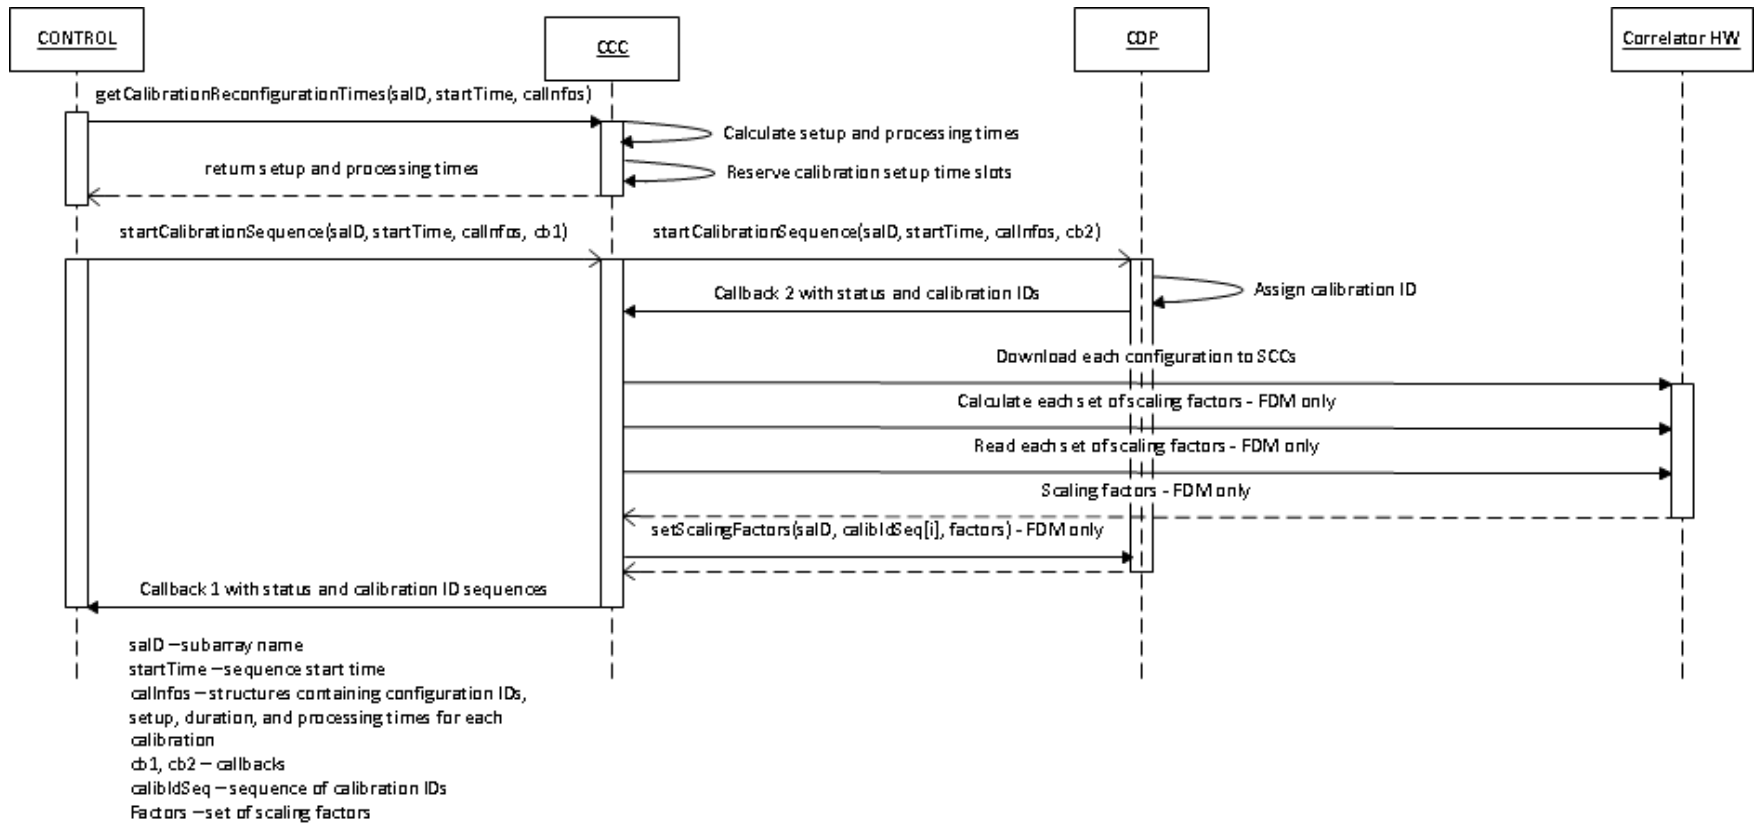 CONTROL
CCC
CDP
Correlator HW
getCalibrationReconfigurationTimes(saID, startTime, calInfos)
Calculate setup and processing times
return setup and processing times
Reserve calibration setup time slots
startCalibrationSequence(saID, startTime, calInfos, cb1)
startCalibrationSequence(saID, startTime, calInfos, cb2)
Callback 2 with status and calibration IDs
Assign calibration ID
Download each configuration to SCCs
Calculate each set of scaling factors - FDM only
Read each set of scaling factors - FDM only
Scaling factors - FDM only
setScalingFactors(saID, calibIdSeq[i], factors) - FDM only
Callback 1 with status and calibration ID sequences
saID – subarray name
startTime – sequence start time
calInfos – structures containing configuration IDs,
setup, duration, and processing times for each
calibration
cb1, cb2 – callbacks
calibIdSeq – sequence of calibration IDs
Factors – set of scaling factors